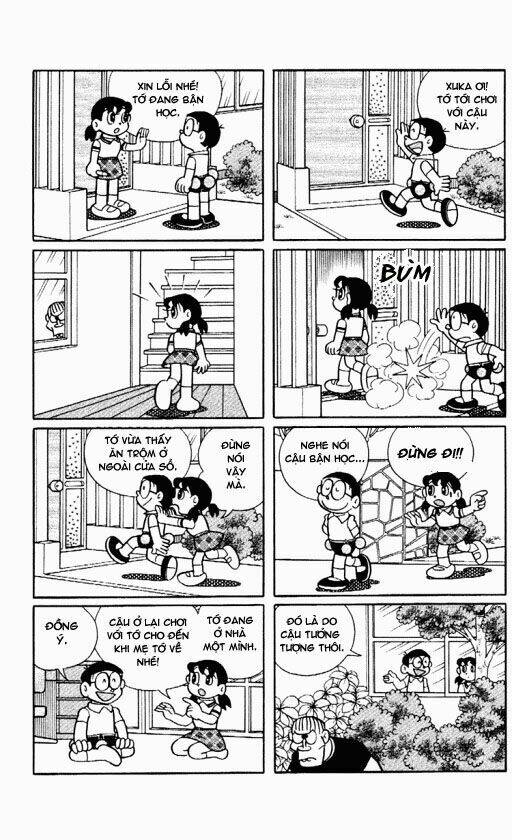 XUKA ƠI!
TỚ TỚI CHƠI
VỚI CẬU
NÀY.
XIN LỖI NHÉ!
TỚ ĐANG BẬN
HỌC.
BÙM
ĐỪNG ĐI!!
NGHE NÓI
CẬU BẬN HỌC...
ĐỪNG
NÓI
VẬY
MÀ.
TỚ VỪA THẤY
ĂN TRỘM Ở
NGOÀI CỬA SỔ.
ĐÓ LÀ DO
CẬU TƯỞNG
TƯỢNG THÔI.
TỚ ĐANG
Ở NHÀ
MỘT MÌNH.
CẬU Ở LẠI CHƠI
VỚI TỚ CHO ĐẾN
KHI MẸ TỚ VỀ
NHÉ!
ĐỒNG
Ý.